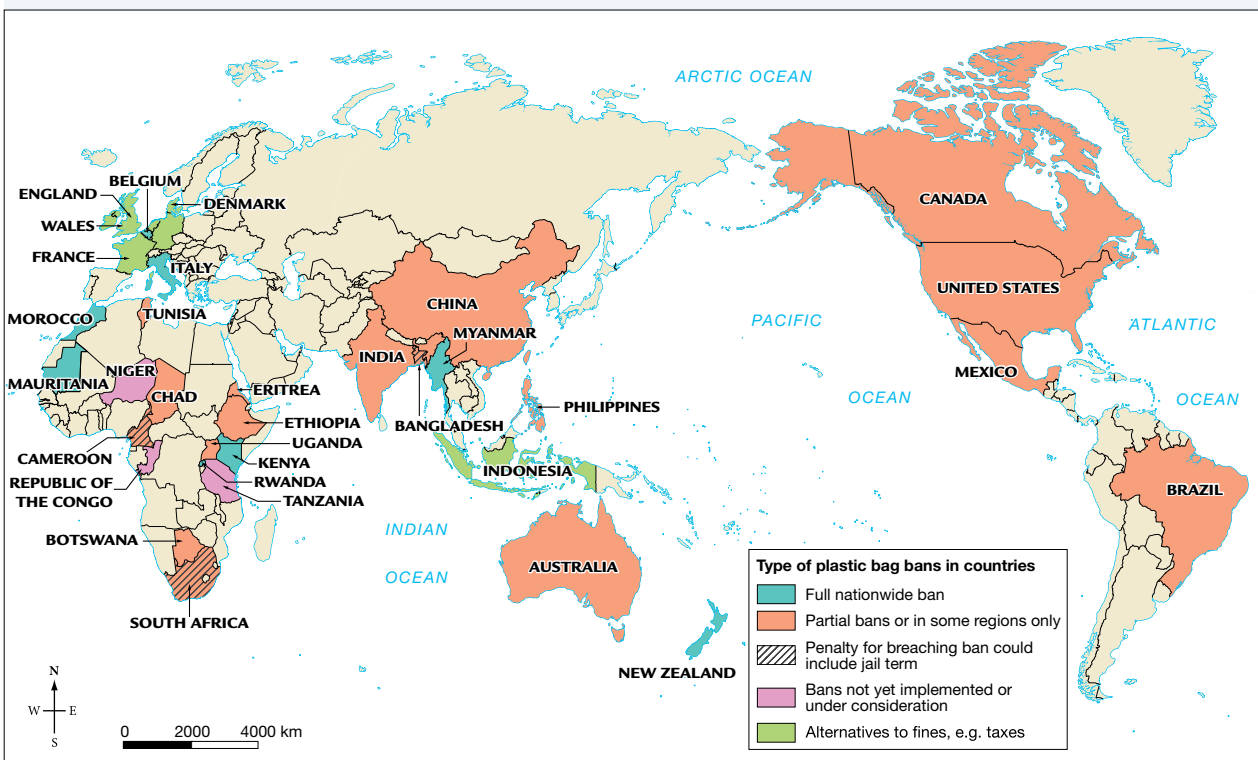 ARCTIC OCEAN
BELGIUM
ENGLAND
DENMARK
WALES
FRANCE
ITALY
CANADA
UNITED STATES
CHINA
MOROCCO
TUNISIA
PACIFIC
ATLANTIC
MYANMAR
INDIA
NIGER
MAURITANIA
CHAD
ERITREA
MEXICO
OCEAN
OCEAN
PHILIPPINES
ETHIOPIA
BANGLADESH
UGANDA
CAMEROON
KENYA
INDONESIA
REPUBLIC OF
THE CONGO
RWANDA
TANZANIA
BRAZIL
INDIAN
BOTSWANA
AUSTRALIA
OCEAN
SOUTH AFRICA
NEW ZEALAND
Type of plastic bag bans in countries
Full nationwide ban
Partial bans or in some regions only
Penalty for breaching ban could
include jail term
Bans not yet implemented or
under consideration
Alternatives to fines, e.g. taxes
N
W E
S
0 2000 4000 km